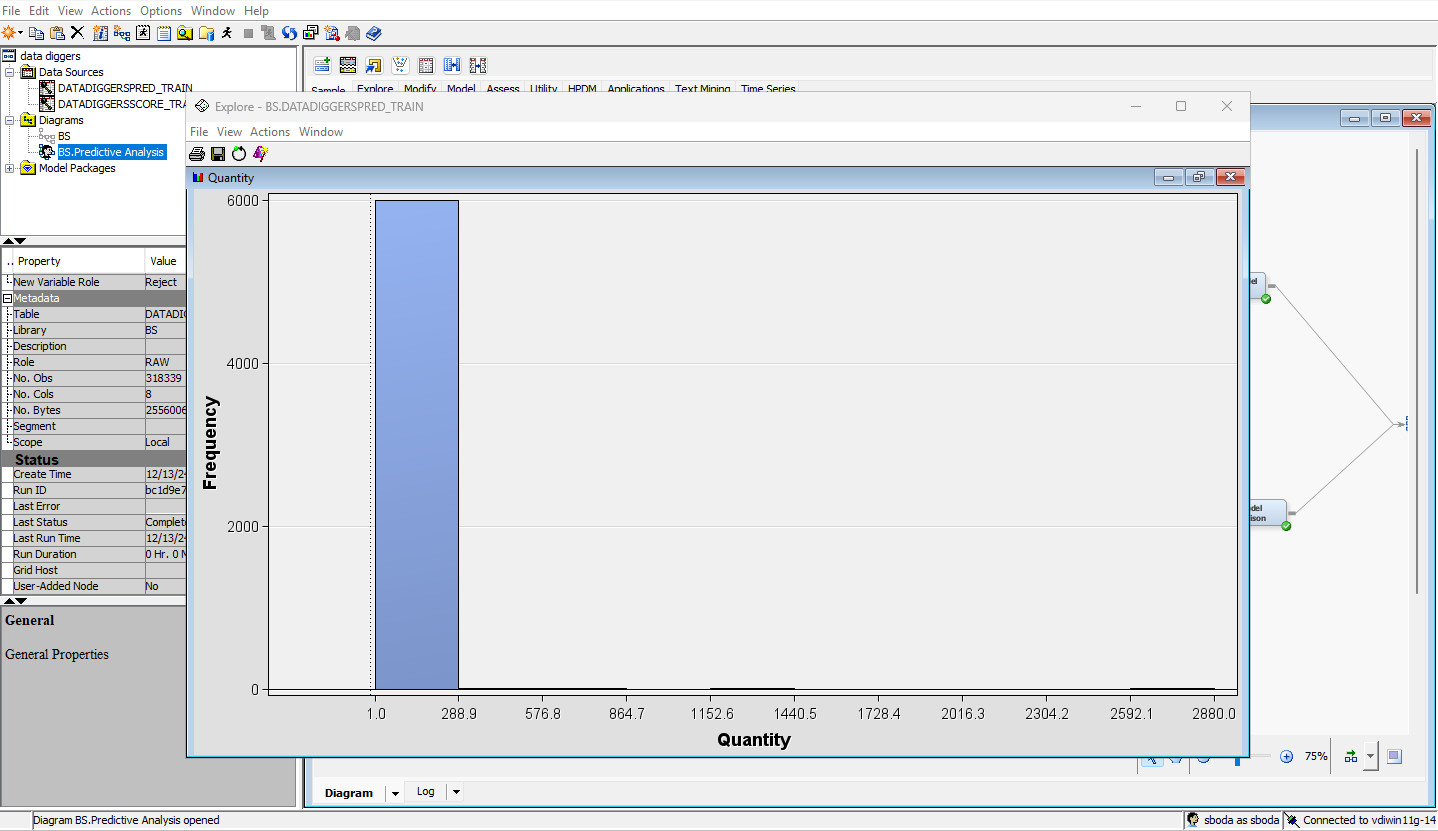 File Edit View Actions Options Window Help
data diggers
Data Sources
DATADIGGERSPRED_TRAIN
DATADIGGERSSCORE_TRA
Diagrams
BS
BS.Predictive Analysis
Model Packages
Sample Explore Modify Model Assess Utility HPDM Applications Text Mining Time Series
.. Property Value
New Variable Role Reject
Metadata
Table DATADIG
Library BS
Description
Role RAW
No. Obs 318339
No. Cols 8
No. Bytes 2556006
Segment
Scope Local
Status
Create Time 12/13/24
Run ID bc1d9e7
Last Error
Last Status Complete
Last Run Time 12/13/24
Run Duration 0 Hr. 0 M
Grid Host
User-Added Node No
General
General Properties
Explore - BS.DATADIGGERSPRED_TRAIN
File View Actions Window
Quantity
6000
4000
2000
0
Frequency
1.0 288.9 576.8 864.7 1152.6 1440.5 1728.4 2016.3 2304.2 2592.1 2880.0
Quantity
75%
Diagram Log
Diagram BS.Predictive Analysis opened
sboda as sboda
Connected to vdiwin11g-14